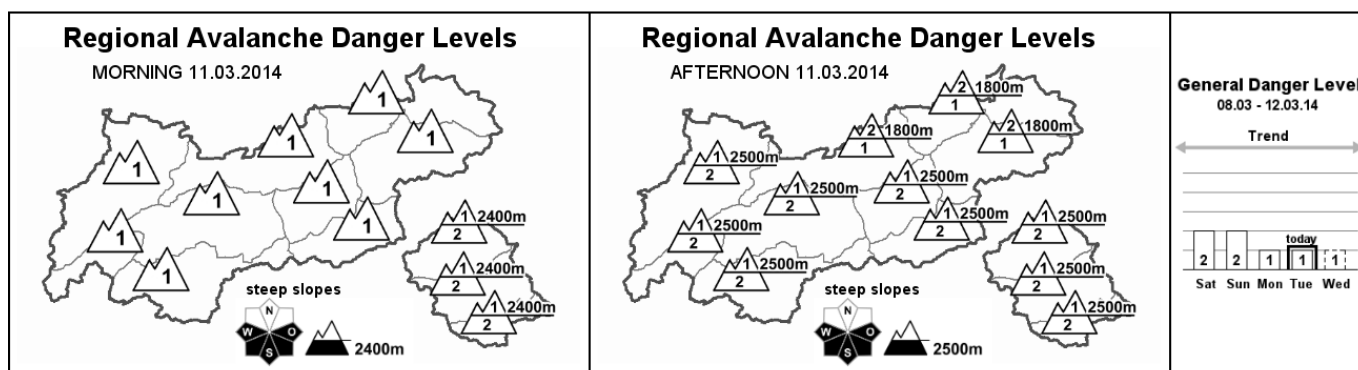 Regional Avalanche Danger Levels
MORNING 11.03.2014
1
1
1
1
1
1
1
1
1
1 2400m
2
1 2400m
2
1 2400m
2
steep slopes
N
W O
S
2400m
Regional Avalanche Danger Levels
AFTERNOON 11.03.2014
2 1800m
1
2 1800m
1
2 1800m
1
1 2500m
2
1 2500m
2
1 2500m
2
1 2500m
2
1 2500m
2
1 2500m
2
1 2500m
2
1 2500m
2
1 2500m
2
steep slopes
N
W O
S
2500m
General Danger Level
08.03 - 12.03.14
Trend
today
2 2 1 1 1
Sat Sun Mon Tue Wed